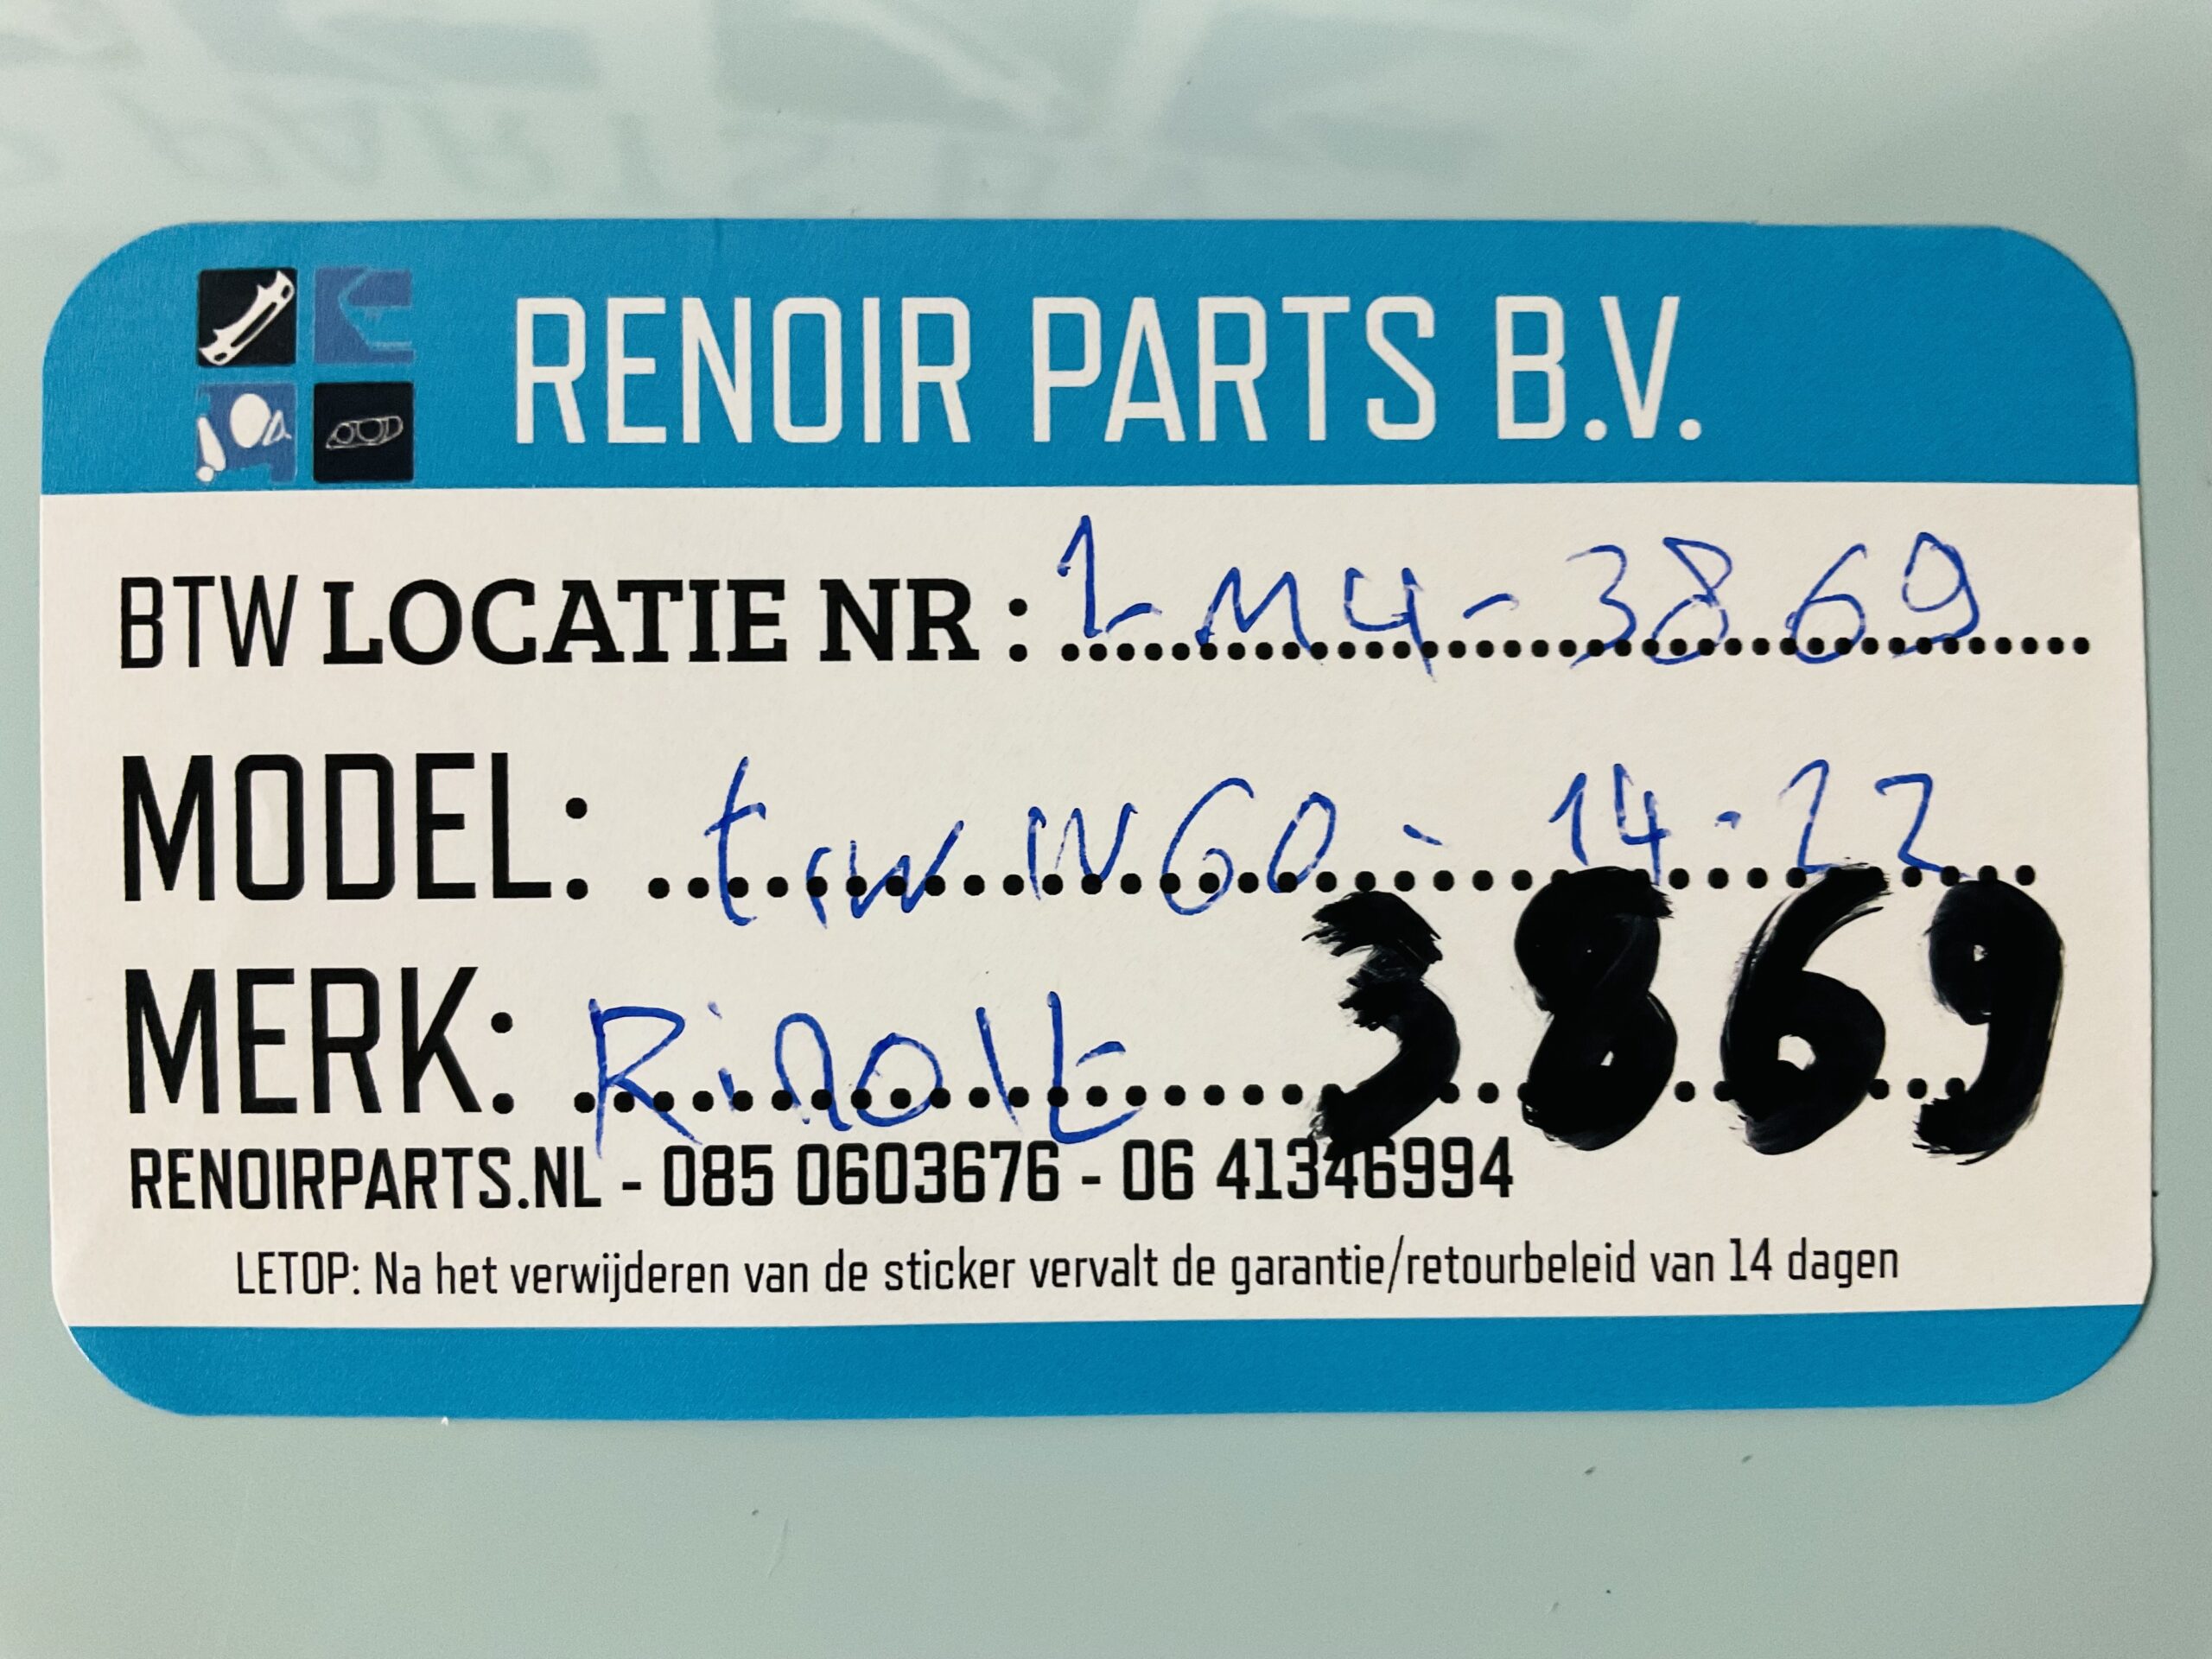 RENOIR PARTS B.V.
BTW LOCATIE NR : 1-M4-3869
MODEL: twINGO - 14-22
MERK: RiNolt 3869
RENOIRPARTS.NL - 085 0603676 - 06 41346994
LETOP: Na het verwijderen van de sticker vervalt de garantie/retourbeleid van 14 dagen